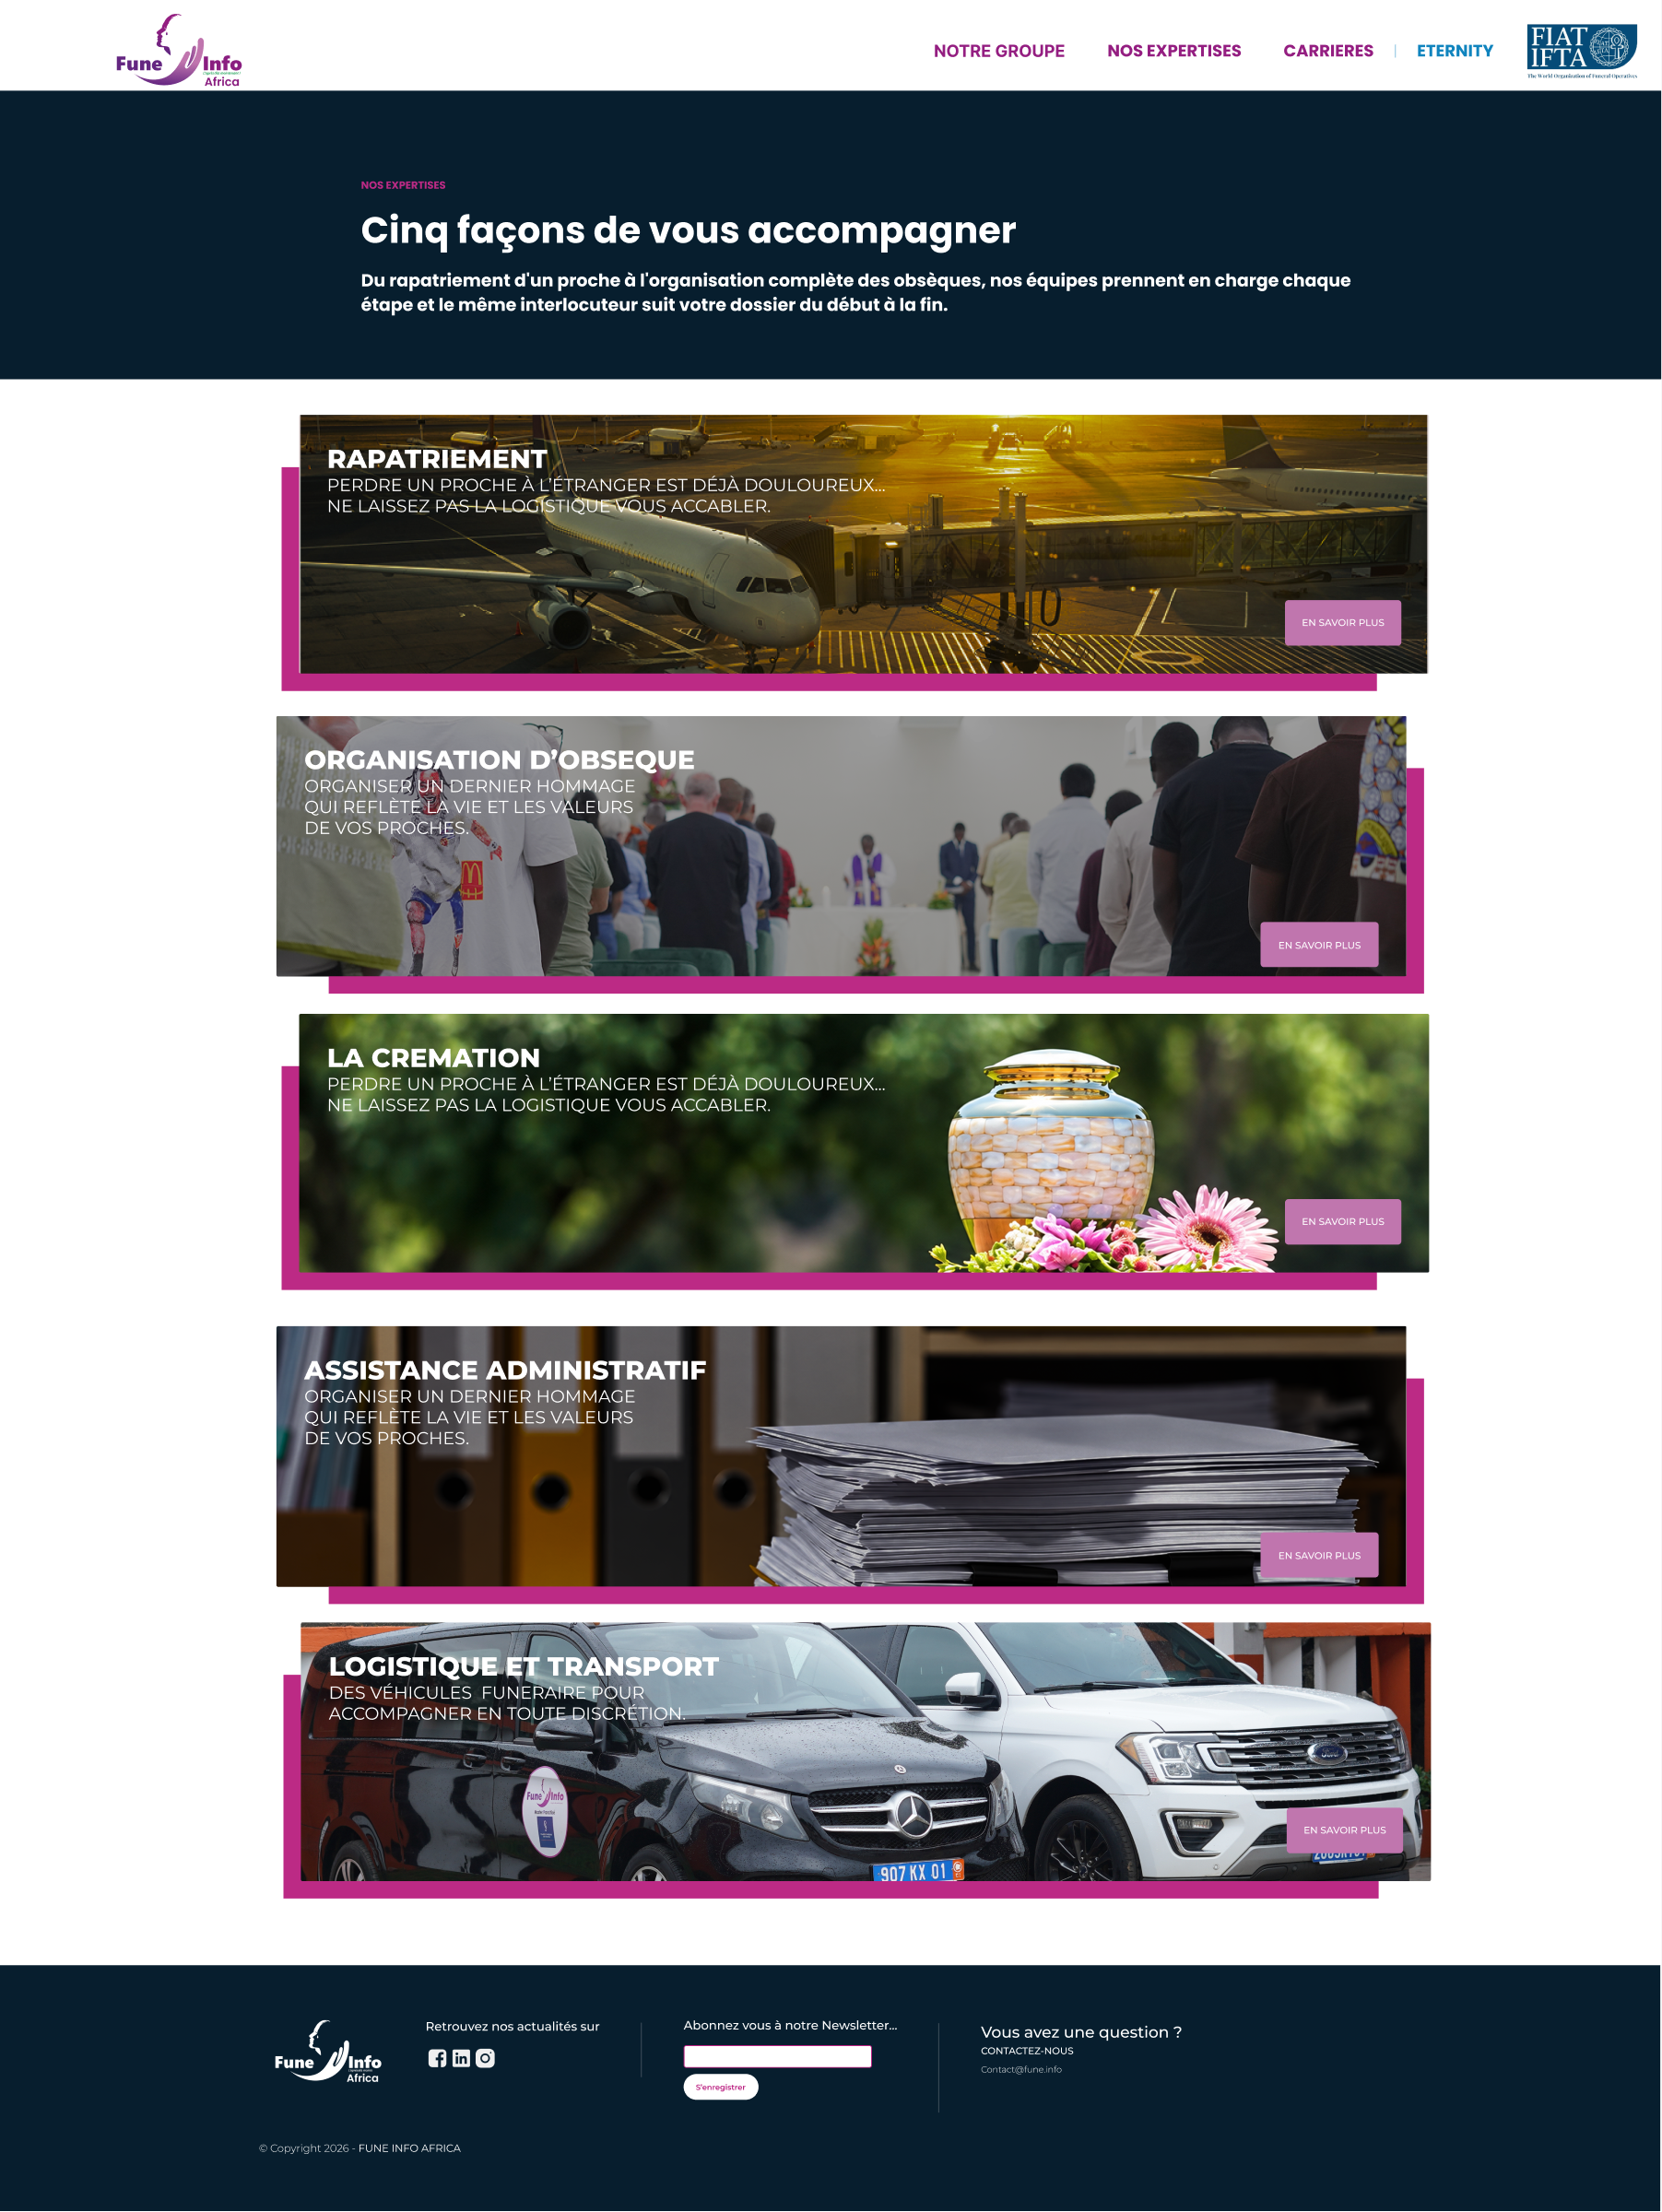 Fune Info
Africa
NOTRE GROUPE
NOS EXPERTISES
CARRIERES
ETERNITY
FIAT
IFTA
The World Organization of Funeral Operatives
NOS EXPERTISES
Cinq façons de vous accompagner
Du rapatriement d'un proche à l'organisation complète des obsèques, nos équipes prennent en charge chaque
étape et le même interlocuteur suit votre dossier du début à la fin.
RAPATRIEMENT
PERDRE UN PROCHE À L'ÉTRANGER EST DÉJÀ DOULOUREUX...
NE LAISSEZ PAS LA LOGISTIQUE VOUS ACCABLER.
EN SAVOIR PLUS
ORGANISATION D'OBSEQUE
ORGANISER UN DERNIER HOMMAGE
QUI REFLÈTE LA VIE ET LES VALEURS
DE VOS PROCHES.
EN SAVOIR PLUS
LA CREMATION
PERDRE UN PROCHE À L'ÉTRANGER EST DÉJÀ DOULOUREUX...
NE LAISSEZ PAS LA LOGISTIQUE VOUS ACCABLER.
EN SAVOIR PLUS
ASSISTANCE ADMINISTRATIF
ORGANISER UN DERNIER HOMMAGE
QUI REFLÈTE LA VIE ET LES VALEURS
DE VOS PROCHES.
EN SAVOIR PLUS
LOGISTIQUE ET TRANSPORT
DES VÉHICULES  FUNERAIRE POUR
ACCOMPAGNER EN TOUTE DISCRÉTION.
Fune Info
907 KX 01
EN SAVOIR PLUS
Fune Info
Africa
Retrouvez nos actualités sur
Abonnez vous à notre Newsletter...
S'enregistrer
Vous avez une question ?
CONTACTEZ-NOUS
Contact@fune.info
© Copyright 2026 - FUNE INFO AFRICA